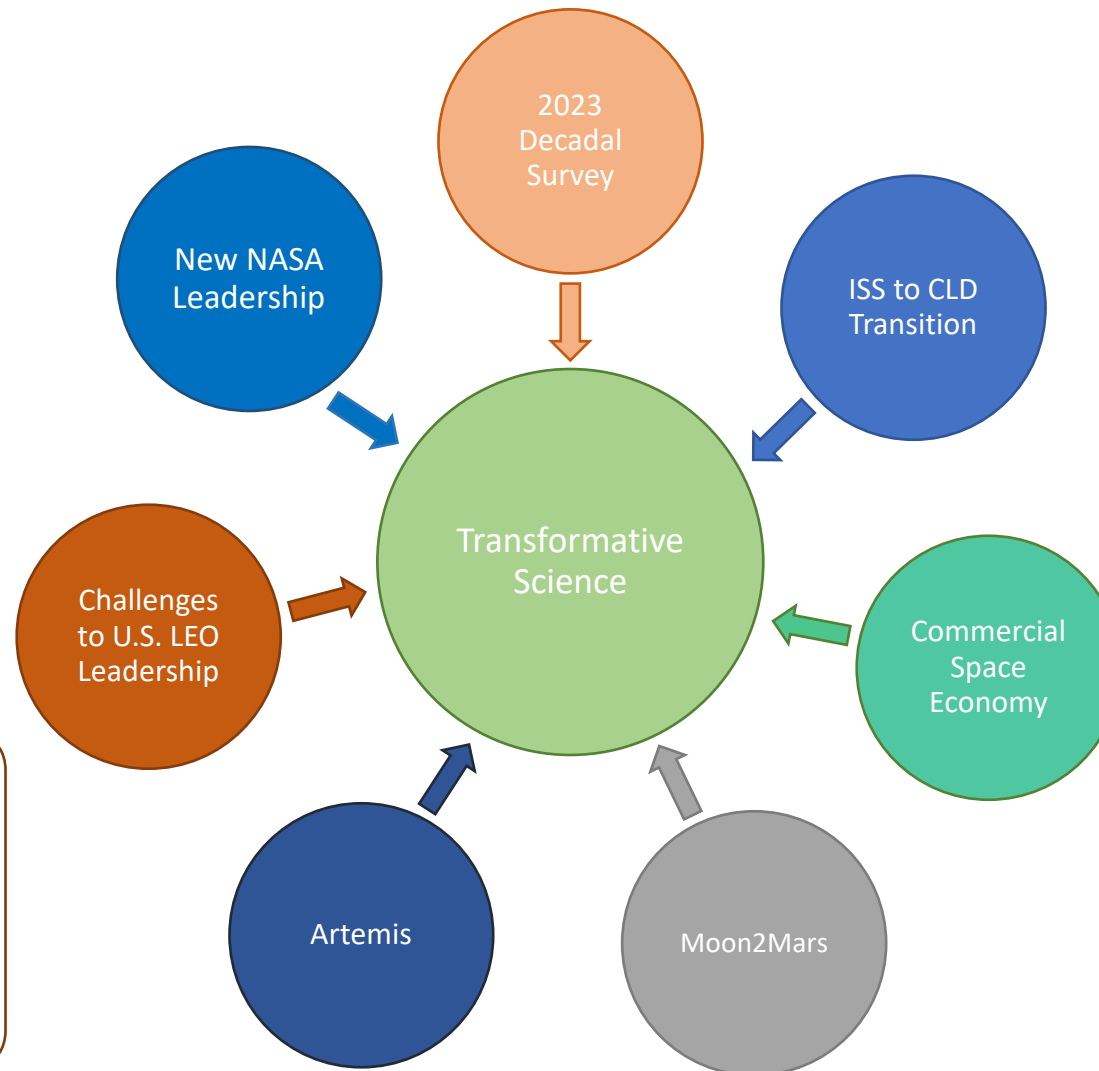 2023
Decadal
Survey
New NASA
Leadership
ISS to CLD
Transition
Transformative
Science
Challenges
to U.S. LEO
Leadership
Commercial
Space
Economy
Artemis
Moon2Mars